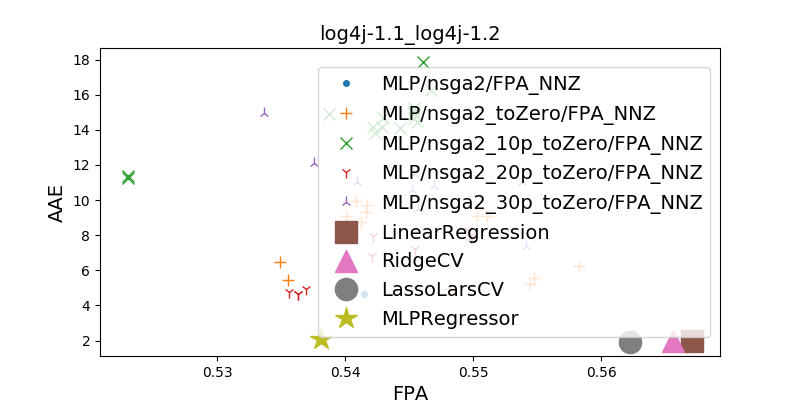 log4j-1.1_log4j-1.2
18
16
14
12
10
8
6
4
2
AAE
MLP/nsga2/FPA_NNZ
MLP/nsga2_toZero/FPA_NNZ
MLP/nsga2_10p_toZero/FPA_NNZ
MLP/nsga2_20p_toZero/FPA_NNZ
MLP/nsga2_30p_toZero/FPA_NNZ
LinearRegression
RidgeCV
LassoLarsCV
MLPRegressor
0.53
0.54
0.55
0.56
FPA